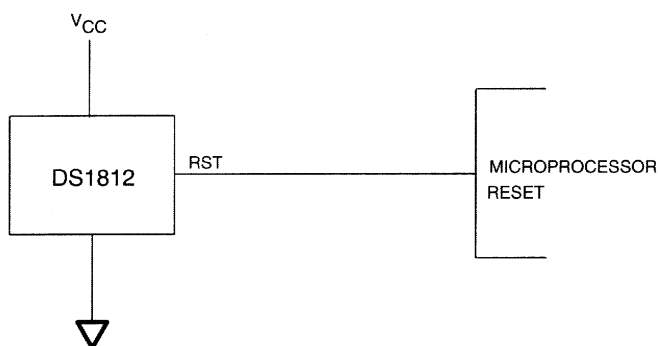 VCC
RST
DS1812
MICROPROCESSOR
RESET